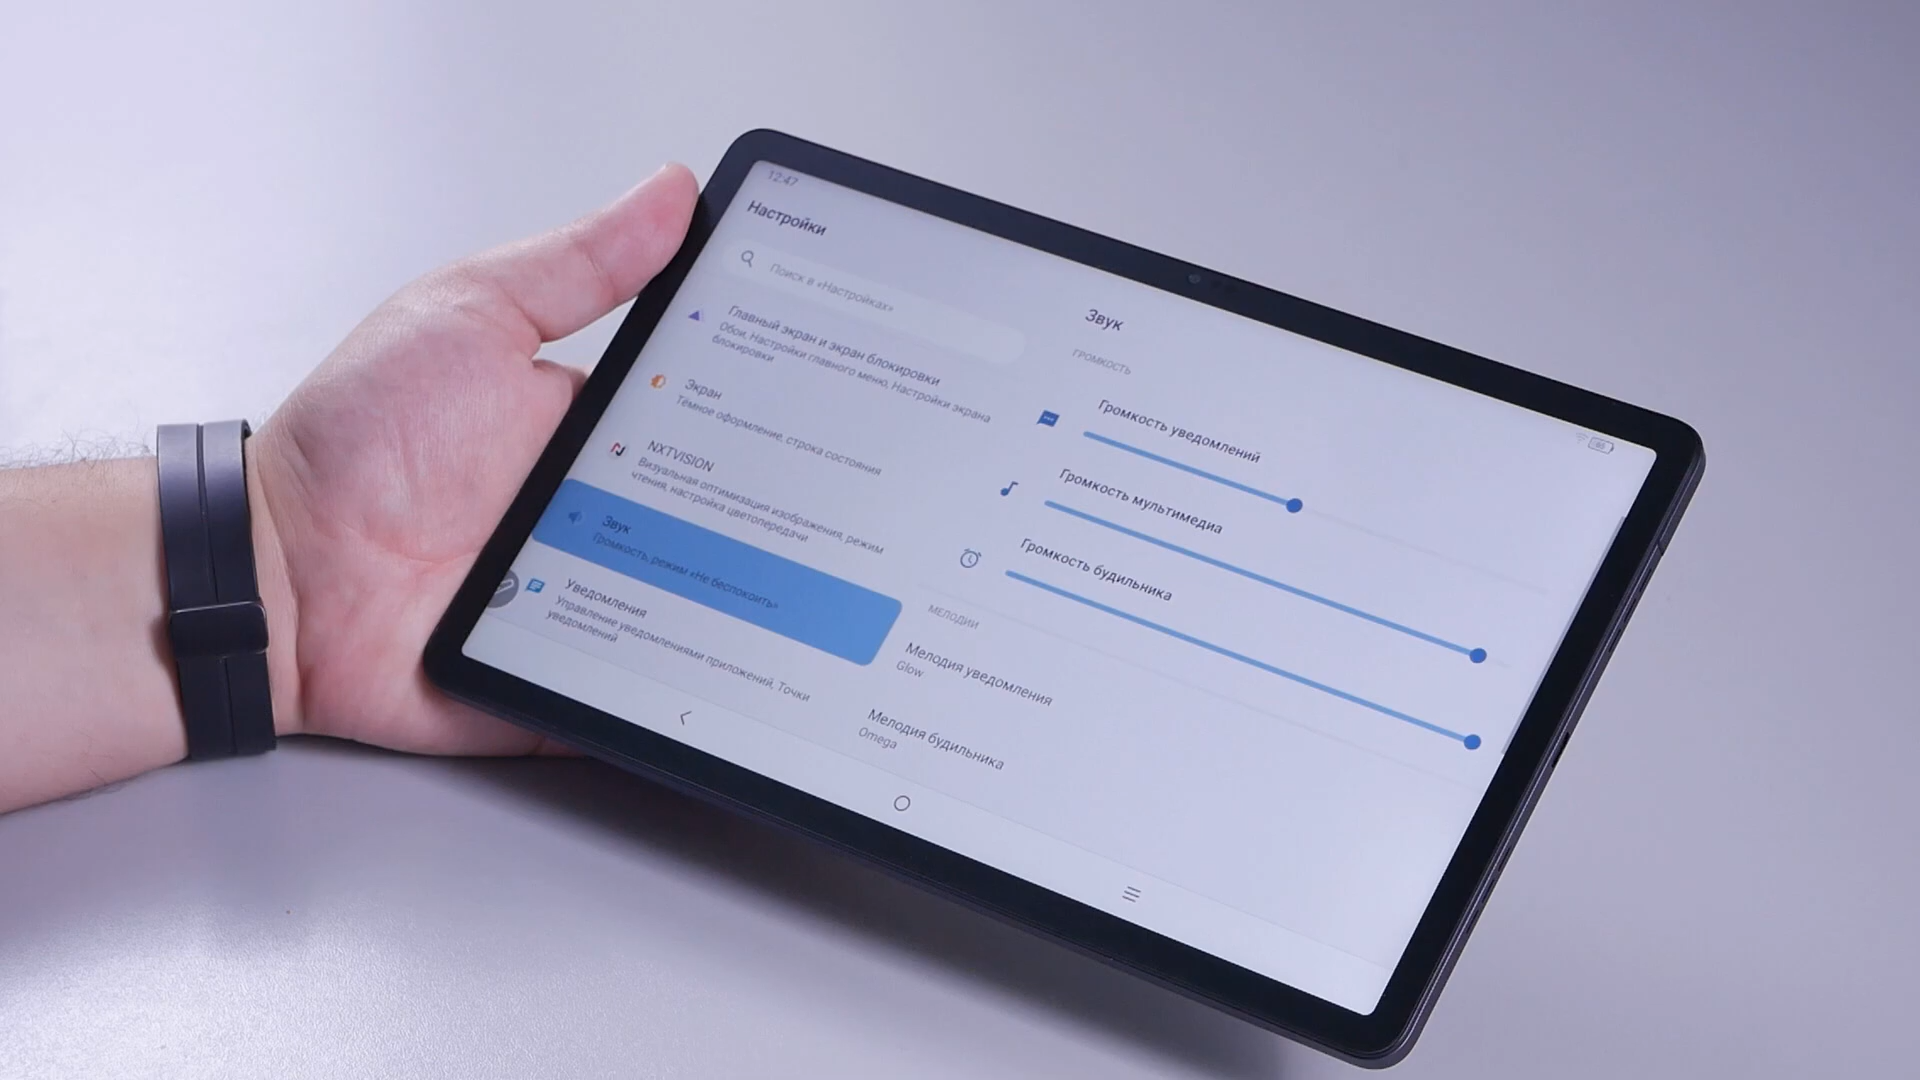 12:47
Настройки
Поиск в «Настройках»
Главный экран и экран блокировки
Обои, Настройки главного меню, Настройки экрана
блокировки
Экран
Тёмное оформление, строка состояния
NXTVISION
Визуальная оптимизация изображения, режим
чтения, настройка цветопередачи
Звук
Громкость, режим «Не беспокоить»
Уведомления
Управление уведомлениями приложений, Точки
уведомлений
Звук
ГРОМКОСТЬ
Громкость уведомлений
Громкость мультимедиа
Громкость будильника
МЕЛОДИИ
Мелодия уведомления
Glow
Мелодия будильника
Omega